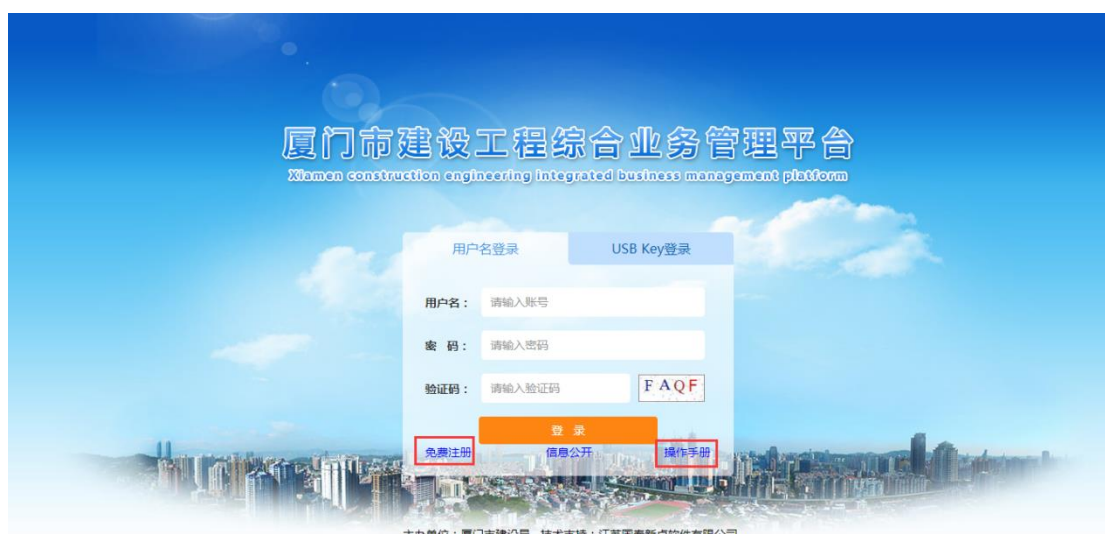 厦门市建设工程综合业务管理平台
Xiamen construction engineering integrated business management platform
用户名登录 USB Key登录
用户名： 请输入账号
密 码： 请输入密码
验证码： 请输入验证码 FAQF
登 录
免费注册 信息公开 操作手册